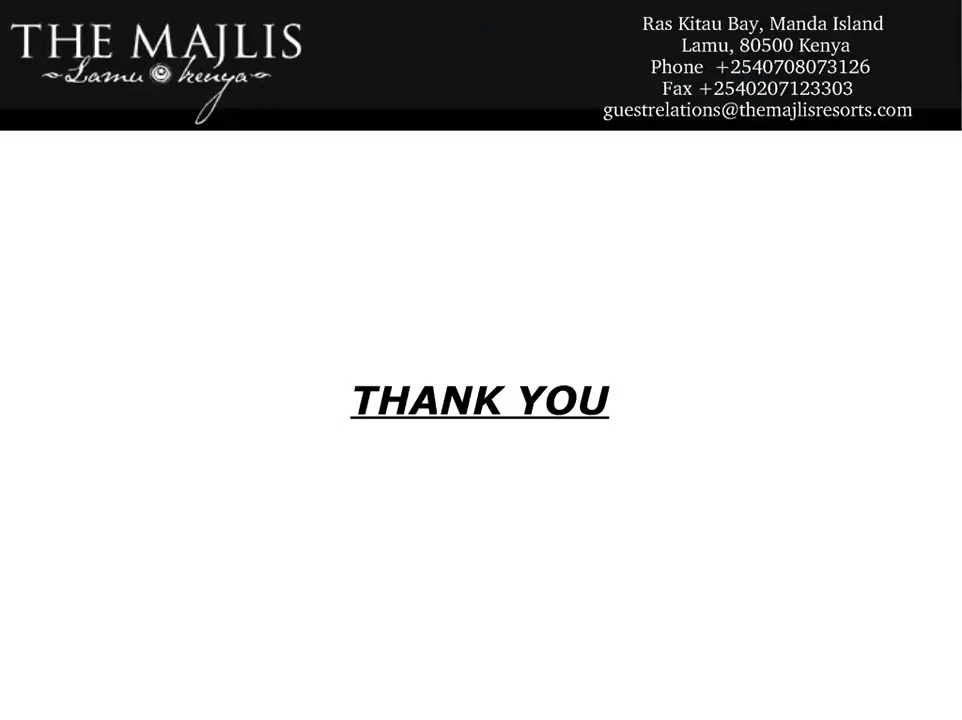 THE MAJLIS
Lamu kenya
Ras Kitau Bay, Manda Island
Lamu, 80500 Kenya
Phone +2540708073126
Fax +2540207123303
guestrelations@themajlisresorts.com
THANK YOU